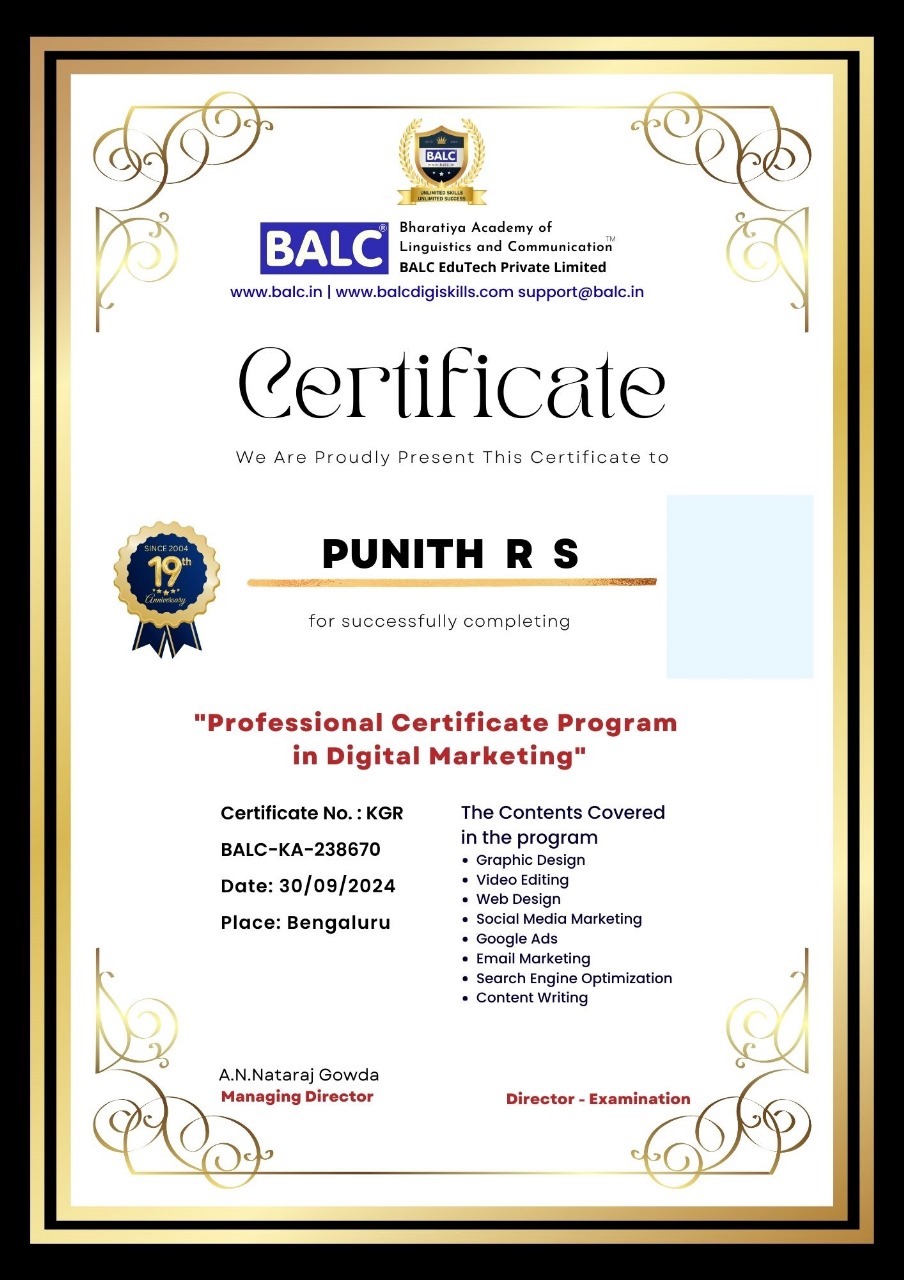 BALC
www.balc.in
UNLIMITED SKILLS
UNLIMITED SUCCESS
BALC®
Bharatiya Academy of
Linguistics and Communication™
BALC EduTech Private Limited
www.balc.in | www.balcdigiskills.com support@balc.in
Certificate
We Are Proudly Present This Certificate to
SINCE 2004
19th
Anniversary
PUNITH R S
for successfully completing
"Professional Certificate Program
in Digital Marketing"
Certificate No. : KGR
BALC-KA-238670
Date: 30/09/2024
Place: Bengaluru
The Contents Covered
in the program
• Graphic Design
• Video Editing
• Web Design
• Social Media Marketing
• Google Ads
• Email Marketing
• Search Engine Optimization
• Content Writing
A.N.Nataraj Gowda
Managing Director
Director - Examination